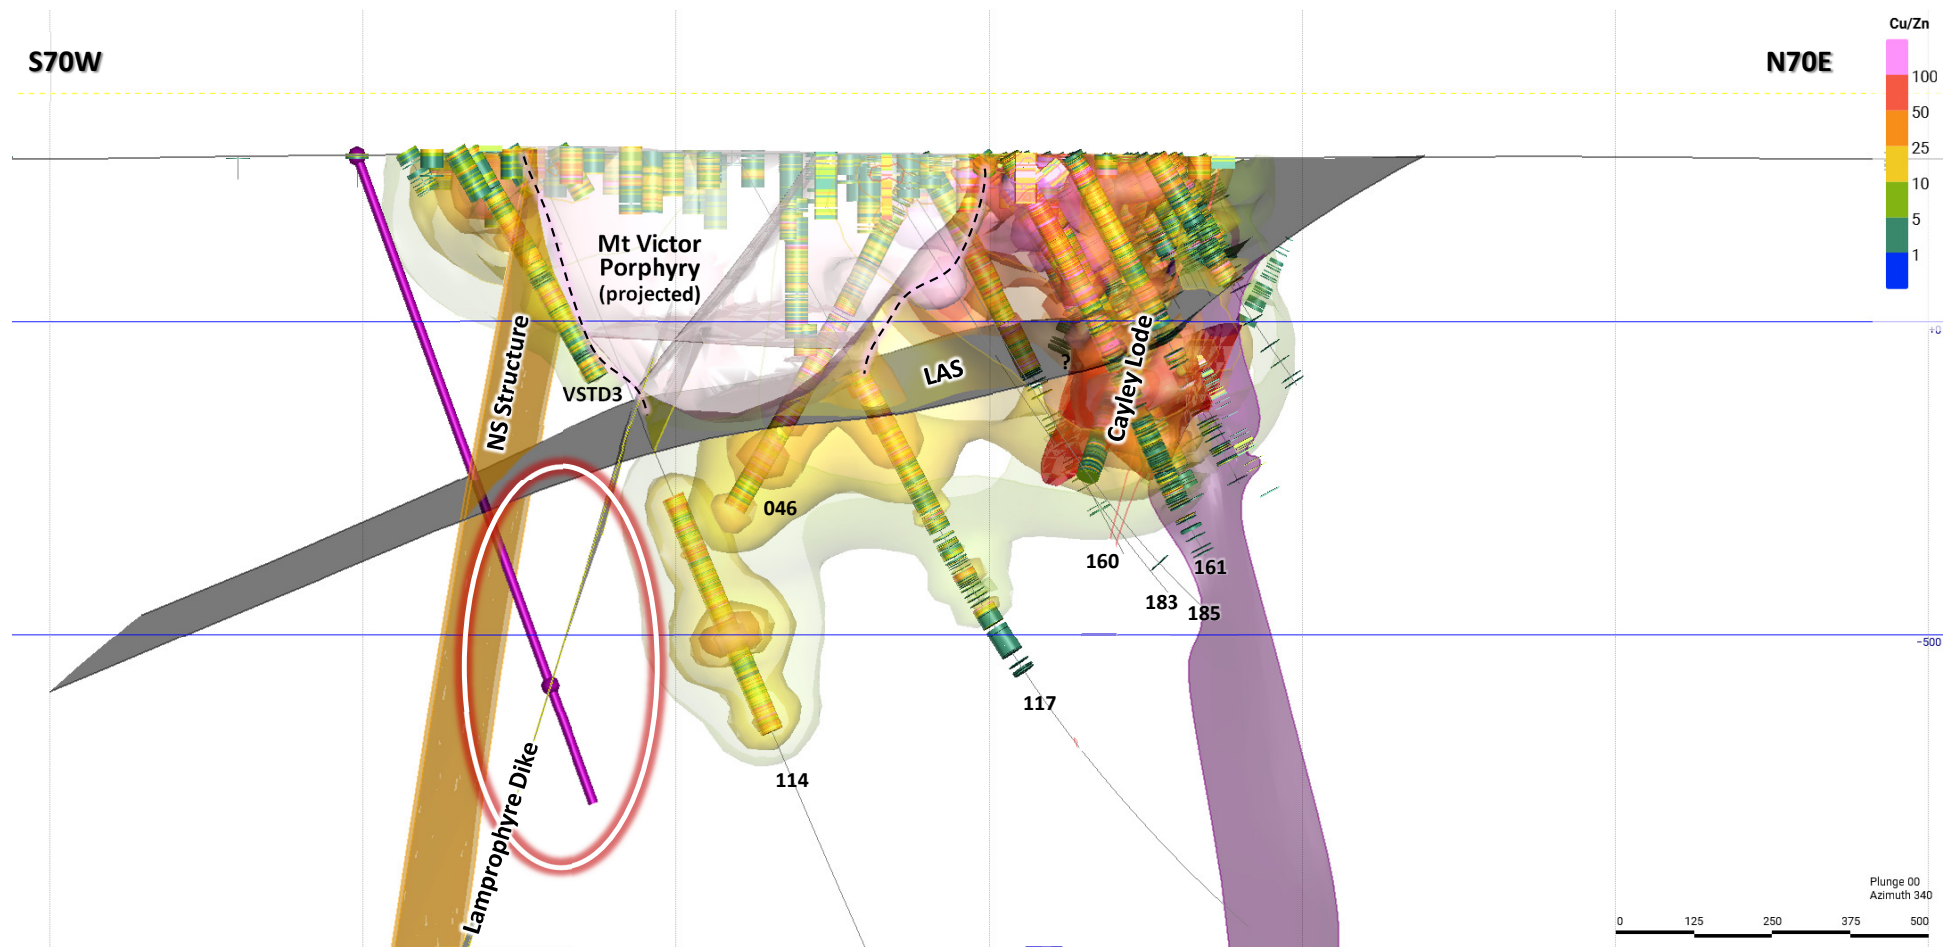 S70W
N70E
Cu/Zn
100
50
25
10
5
1
Mt Victor
Porphyry
(projected)
NS Structure
VSTD3
LAS
?
Cayley Lode
+0
046
160
161
183
185
-500
117
114
Lamprophyre Dike
Plunge 00
Azimuth 340
0 125 250 375 500